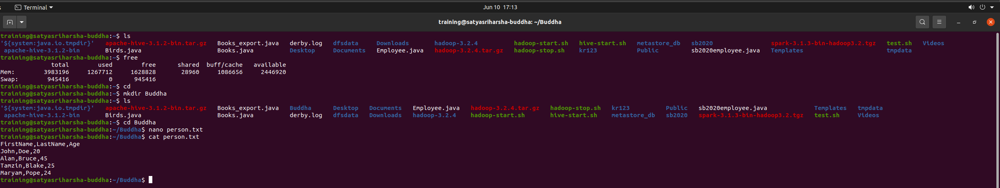 Terminal
Jun 10 17:13
training@satyasriharsha-buddha: ~/Buddha
training@satyasriharsha-buddha:~$ ls
'${system:java.io.tmpdir}' apache-hive-3.1.2-bin.tar.gz Books_export.java derby.log dfsdata Downloads hadoop-3.2.4 hadoop-start.sh hive-start.sh metastore_db sb2020 spark-3.1.3-bin-hadoop3.2.tgz test.sh Videos
apache-hive-3.1.2-bin Birds.java Books.java Desktop Documents Employee.java hadoop-3.2.4.tar.gz hadoop-stop.sh kr123 Public sb2020employee.java Templates tmpdata
training@satyasriharsha-buddha:~$ free
total used free shared buff/cache available
Mem: 3983196 1267712 1628828 28960 1086656 2446920
Swap: 945416 0 945416
training@satyasriharsha-buddha:~$ cd
training@satyasriharsha-buddha:~$ mkdir Buddha
training@satyasriharsha-buddha:~$ ls
'${system:java.io.tmpdir}' apache-hive-3.1.2-bin.tar.gz Books_export.java Buddha Desktop Documents Employee.java hadoop-3.2.4.tar.gz hadoop-stop.sh kr123 Public sb2020employee.java Templates tmpdata
apache-hive-3.1.2-bin Birds.java Books.java derby.log dfsdata Downloads hadoop-3.2.4 hadoop-start.sh hive-start.sh metastore_db sb2020 spark-3.1.3-bin-hadoop3.2.tgz test.sh Videos
training@satyasriharsha-buddha:~$ cd Buddha
training@satyasriharsha-buddha:~/Buddha$ nano person.txt
training@satyasriharsha-buddha:~/Buddha$ cat person.txt
FirstName,LastName,Age
John,Doe,20
Alan,Bruce,45
Tamzin,Blake,25
Maryam,Pope,24
training@satyasriharsha-buddha:~/Buddha$